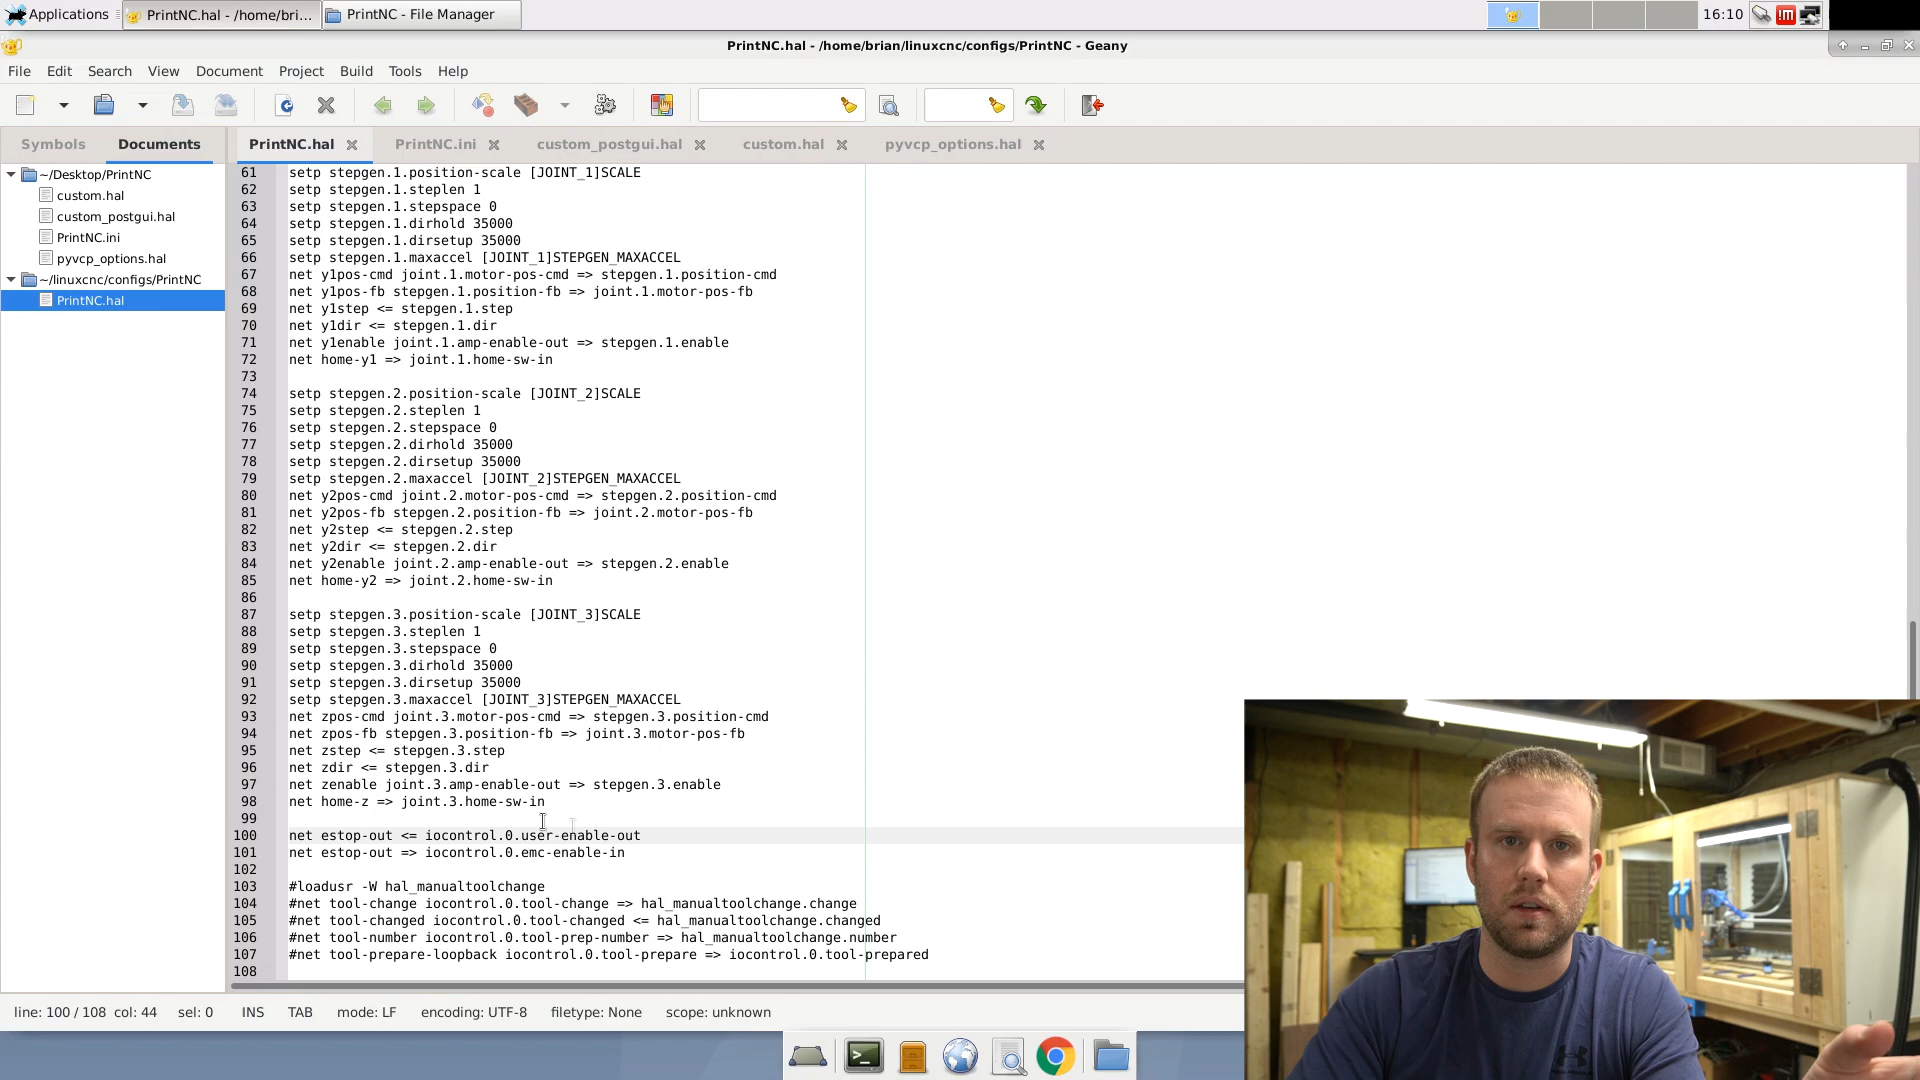 Applications
PrintNC.hal - /home/bri...
PrintNC - File Manager
16:10
PrintNC.hal - /home/brian/linuxcnc/configs/PrintNC - Geany
File Edit Search View Document Project Build Tools Help
Symbols Documents
PrintNC.hal PrintNC.ini custom_postgui.hal custom.hal pyvcp_options.hal
~/Desktop/PrintNC
custom.hal
custom_postgui.hal
PrintNC.ini
pyvcp_options.hal
~/linuxcnc/configs/PrintNC
PrintNC.hal
61 setp stepgen.1.position-scale [JOINT_1]SCALE
62 setp stepgen.1.steplen 1
63 setp stepgen.1.stepspace 0
64 setp stepgen.1.dirhold 35000
65 setp stepgen.1.dirsetup 35000
66 setp stepgen.1.maxaccel [JOINT_1]STEPGEN_MAXACCEL
67 net y1pos-cmd joint.1.motor-pos-cmd => stepgen.1.position-cmd
68 net y1pos-fb stepgen.1.position-fb => joint.1.motor-pos-fb
69 net y1step <= stepgen.1.step
70 net y1dir <= stepgen.1.dir
71 net y1enable joint.1.amp-enable-out => stepgen.1.enable
72 net home-y1 => joint.1.home-sw-in
73
74 setp stepgen.2.position-scale [JOINT_2]SCALE
75 setp stepgen.2.steplen 1
76 setp stepgen.2.stepspace 0
77 setp stepgen.2.dirhold 35000
78 setp stepgen.2.dirsetup 35000
79 setp stepgen.2.maxaccel [JOINT_2]STEPGEN_MAXACCEL
80 net y2pos-cmd joint.2.motor-pos-cmd => stepgen.2.position-cmd
81 net y2pos-fb stepgen.2.position-fb => joint.2.motor-pos-fb
82 net y2step <= stepgen.2.step
83 net y2dir <= stepgen.2.dir
84 net y2enable joint.2.amp-enable-out => stepgen.2.enable
85 net home-y2 => joint.2.home-sw-in
86
87 setp stepgen.3.position-scale [JOINT_3]SCALE
88 setp stepgen.3.steplen 1
89 setp stepgen.3.stepspace 0
90 setp stepgen.3.dirhold 35000
91 setp stepgen.3.dirsetup 35000
92 setp stepgen.3.maxaccel [JOINT_3]STEPGEN_MAXACCEL
93 net zpos-cmd joint.3.motor-pos-cmd => stepgen.3.position-cmd
94 net zpos-fb stepgen.3.position-fb => joint.3.motor-pos-fb
95 net zstep <= stepgen.3.step
96 net zdir <= stepgen.3.dir
97 net zenable joint.3.amp-enable-out => stepgen.3.enable
98 net home-z => joint.3.home-sw-in
99
100 net estop-out <= iocontrol.0.user-enable-out
101 net estop-out => iocontrol.0.emc-enable-in
102
103 #loadusr -W hal_manualtoolchange
104 #net tool-change iocontrol.0.tool-change => hal_manualtoolchange.change
105 #net tool-changed iocontrol.0.tool-changed <= hal_manualtoolchange.changed
106 #net tool-number iocontrol.0.tool-prep-number => hal_manualtoolchange.number
107 #net tool-prepare-loopback iocontrol.0.tool-prepare => iocontrol.0.tool-prepared
108
line: 100 / 108 col: 44 sel: 0 INS TAB mode: LF encoding: UTF-8 filetype: None scope: unknown